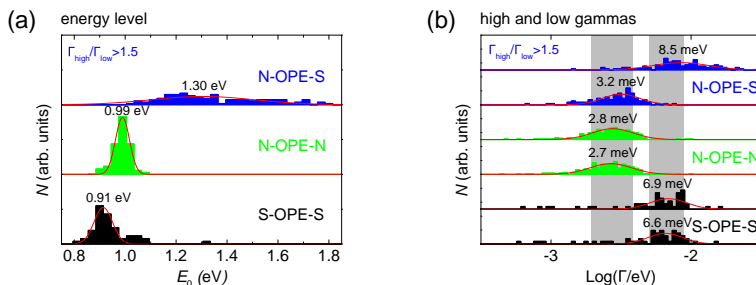 (a) energy level
Γhigh/Γlow>1.5
1.30 eV
N-OPE-S
0.99 eV
N-OPE-N
0.91 eV
S-OPE-S
N (arb. units)
0.8 1.0 1.2 1.4 1.6 1.8
E0 (eV)
(b) high and low gammas
Γhigh/Γlow>1.5
8.5 meV
N-OPE-S
3.2 meV
2.8 meV
N-OPE-N
2.7 meV
6.9 meV
S-OPE-S
6.6 meV
N (arb. units)
-3 -2
Log(Γ/eV)